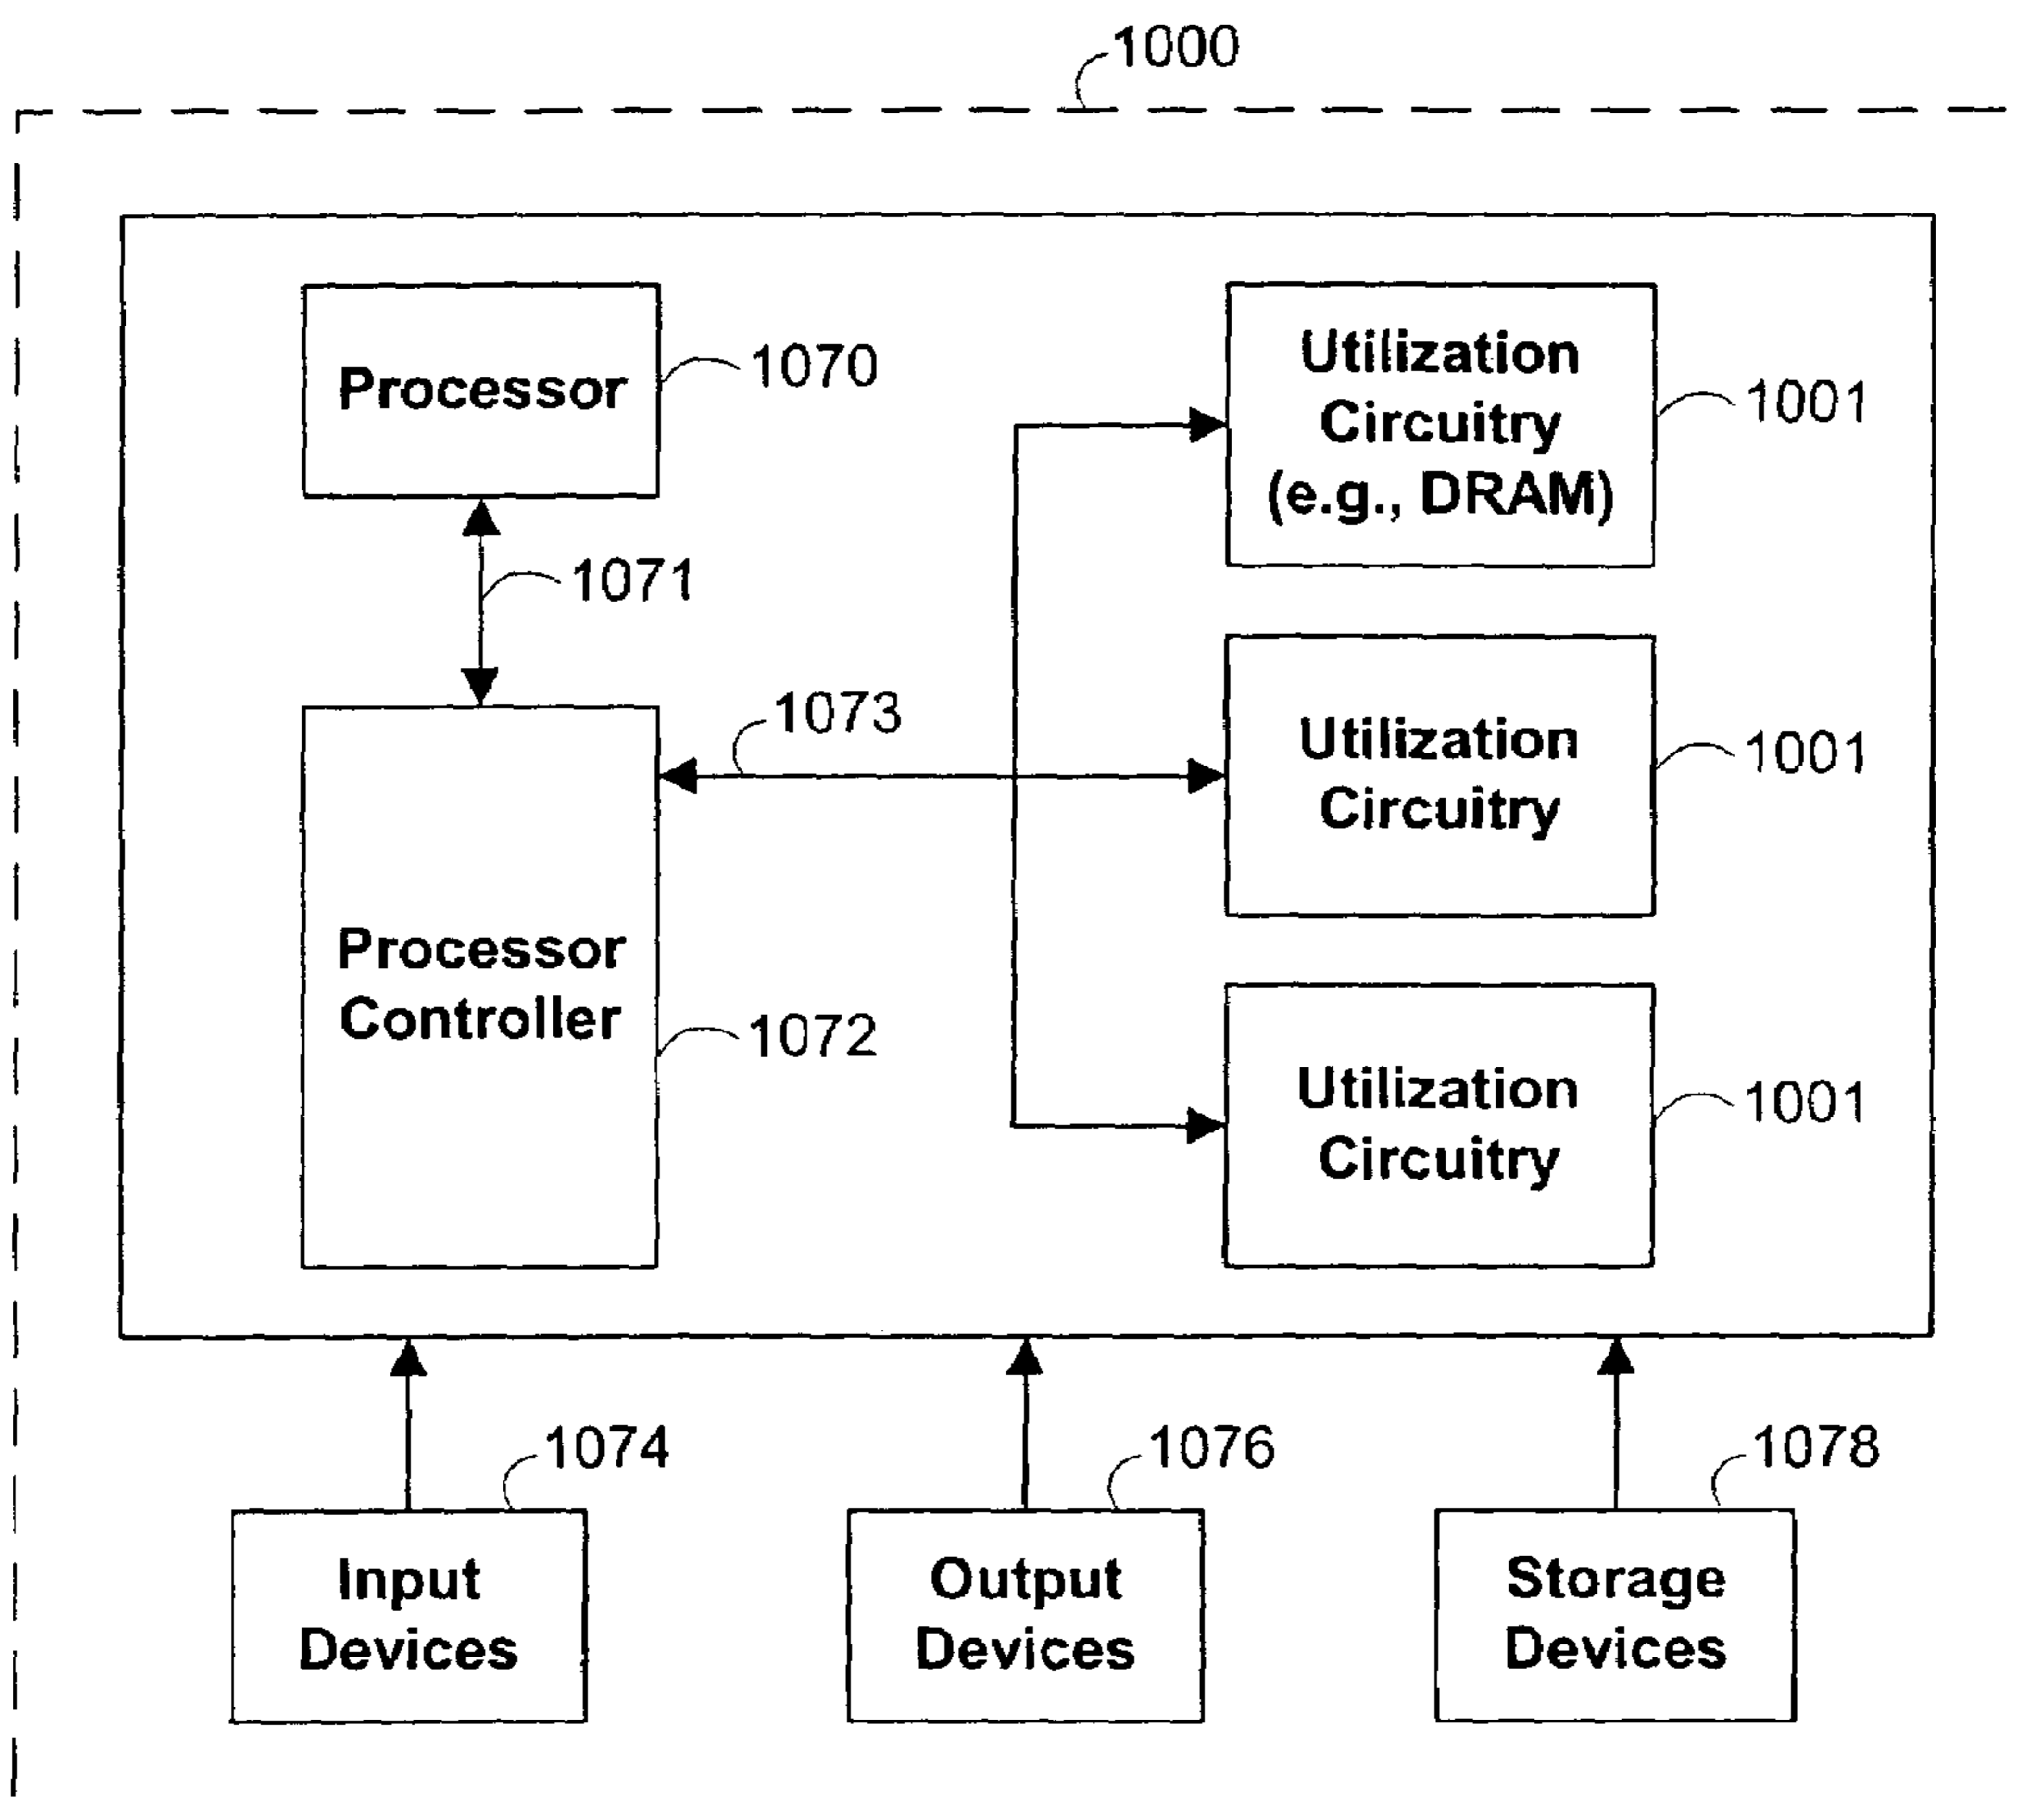 1000
Processor
1070
Utilization
Circuitry
(e.g., DRAM)
1001
1071
1073
Utilization
Circuitry
1001
Processor
Controller
1072
Utilization
Circuitry
1001
1074
1076
1078
Input
Devices
Output
Devices
Storage
Devices